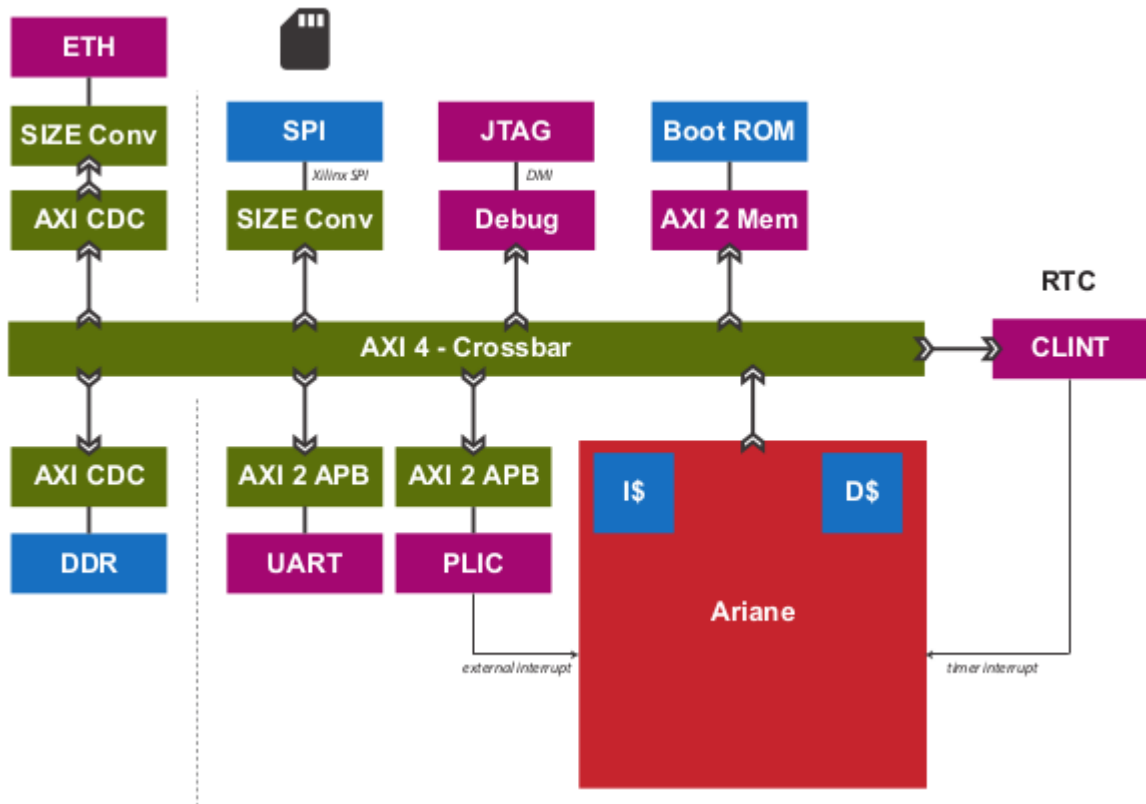 ETH
SIZE Conv
SPI
JTAG
Boot ROM
Xilinx SPI
DMI
AXI CDC
SIZE Conv
Debug
AXI 2 Mem
RTC
AXI 4 - Crossbar
CLINT
AXI CDC
AXI 2 APB
AXI 2 APB
I$
D$
DDR
UART
PLIC
Ariane
external interrupt
timer interrupt